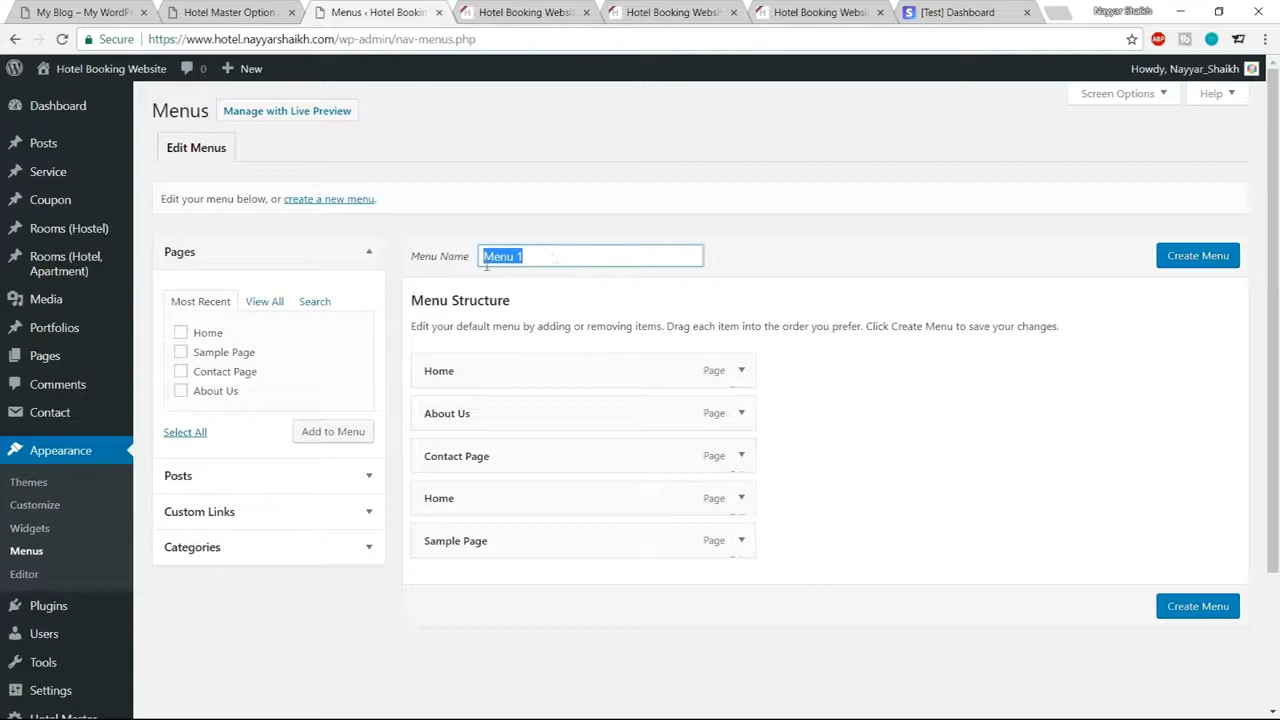 My Blog – My WordP
Hotel Master Option
Menus ‹ Hotel Bookin
Hotel Booking Websit
Hotel Booking Websi
Hotel Booking Websi
[Test] Dashboard
Nayyar Shaikh
Secure
https://www.hotel.nayyarshaikh.com/wp-admin/nav-menus.php
Hotel Booking Website
0
New
Howdy, Nayyar_Shaikh
Dashboard
Posts
Service
Coupon
Rooms (Hostel)
Rooms (Hotel,
Apartment)
Media
Portfolios
Pages
Comments
Contact
Appearance
Themes
Customize
Widgets
Menus
Editor
Plugins
Users
Tools
Settings
Hotel Master
Menus
Manage with Live Preview
Screen Options
Help
Edit Menus
Edit your menu below, or create a new menu.
Pages
Most Recent
View All
Search
Home
Sample Page
Contact Page
About Us
Select All
Add to Menu
Posts
Custom Links
Categories
Menu Name
Menu 1
Create Menu
Menu Structure
Edit your default menu by adding or removing items. Drag each item into the order you prefer. Click Create Menu to save your changes.
Home Page
About Us Page
Contact Page Page
Home Page
Sample Page Page
Create Menu